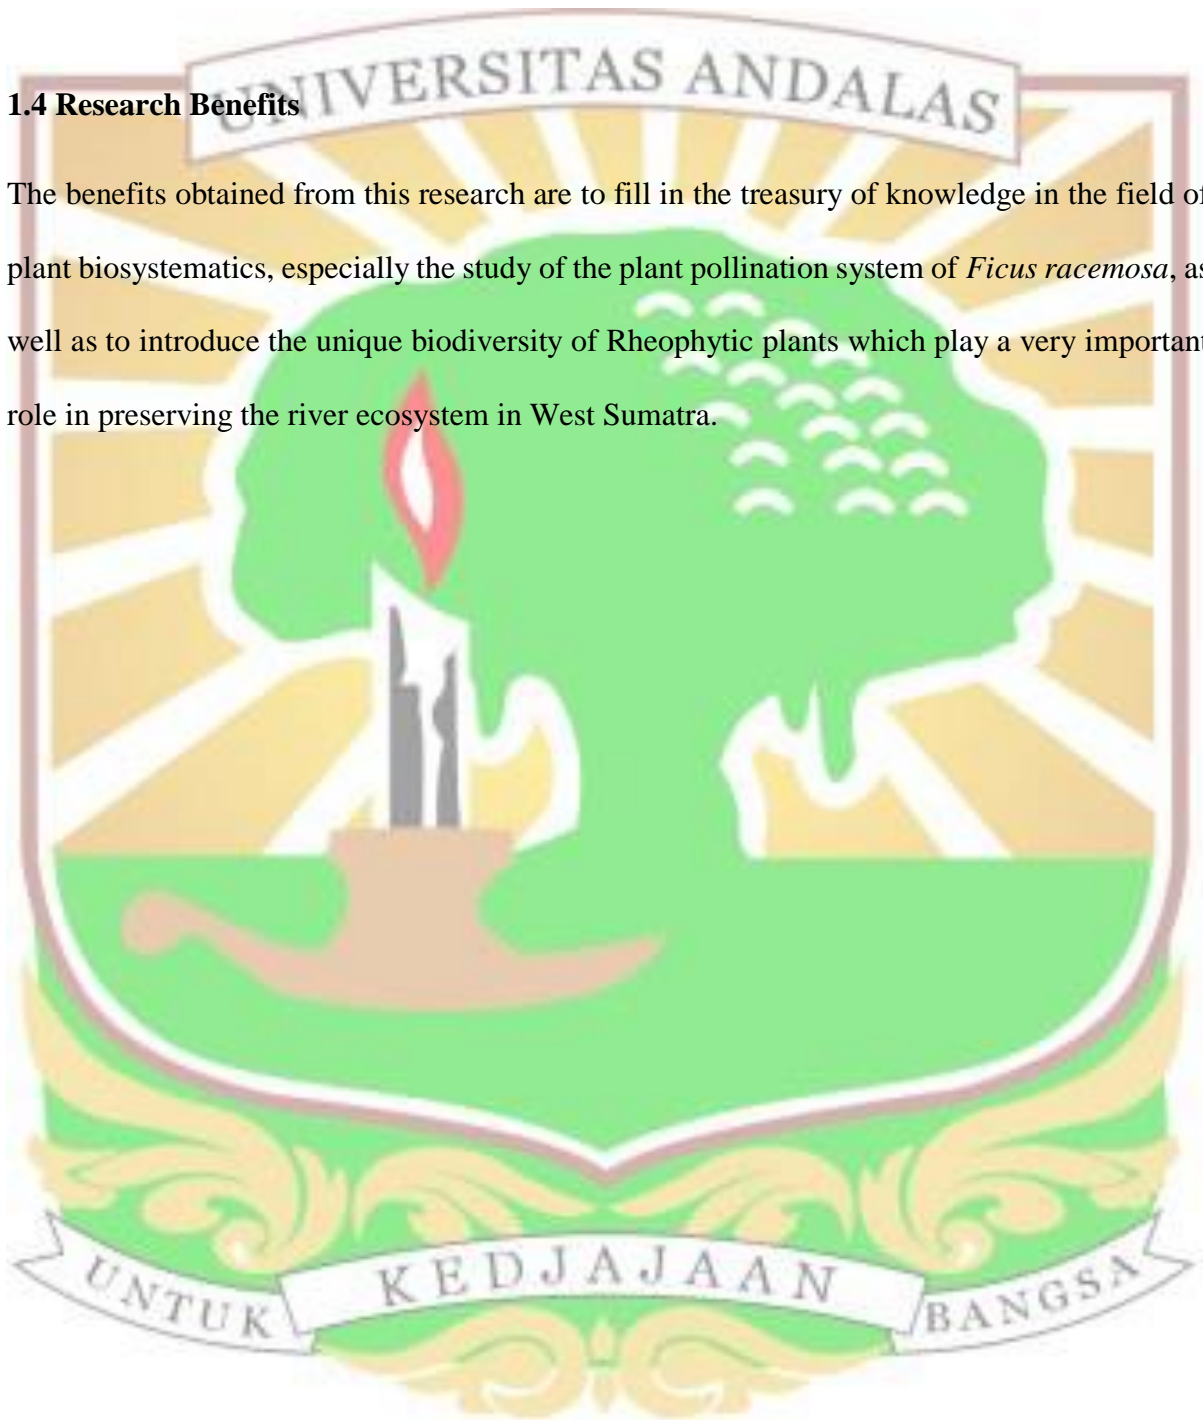 UNIVERSITAS ANDALAS
1.4 Research Benefits
The benefits obtained from this research are to fill in the treasury of knowledge in the field of
plant biosystematics, especially the study of the plant pollination system of Ficus racemosa, as
well as to introduce the unique biodiversity of Rheophytic plants which play a very important
role in preserving the river ecosystem in West Sumatra.
UNTUK KEDJAJAAN BANGSA